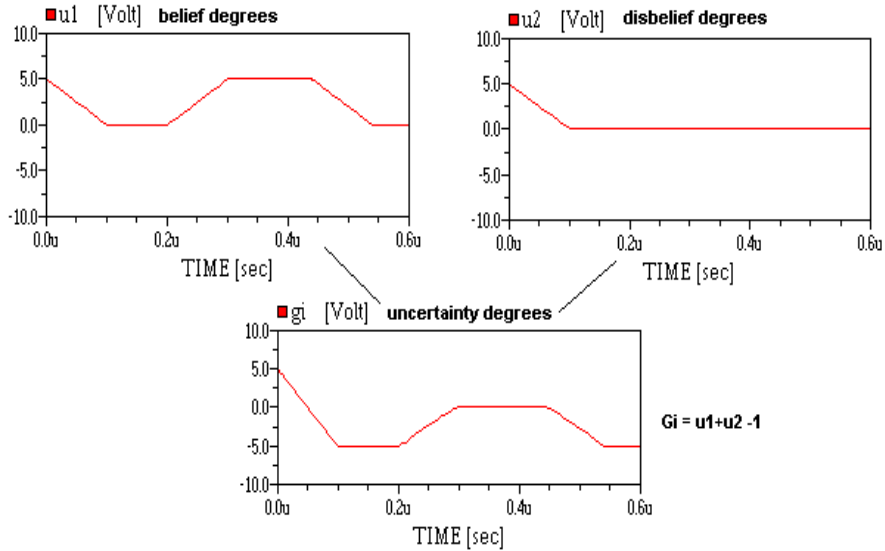 u1 [Volt] belief degrees
10.0
5.0
0.0
-5.0
-10.0
0.0u 0.2u 0.4u 0.6u
TIME [sec]
u2 [Volt] disbelief degrees
10.0
5.0
0.0
-5.0
-10.0
0.0u 0.2u 0.4u 0.6u
TIME [sec]
gi [Volt] uncertainty degrees
10.0
5.0
0.0
-5.0
-10.0
0.0u 0.2u 0.4u 0.6u
TIME [sec]
Gi = u1+u2 -1